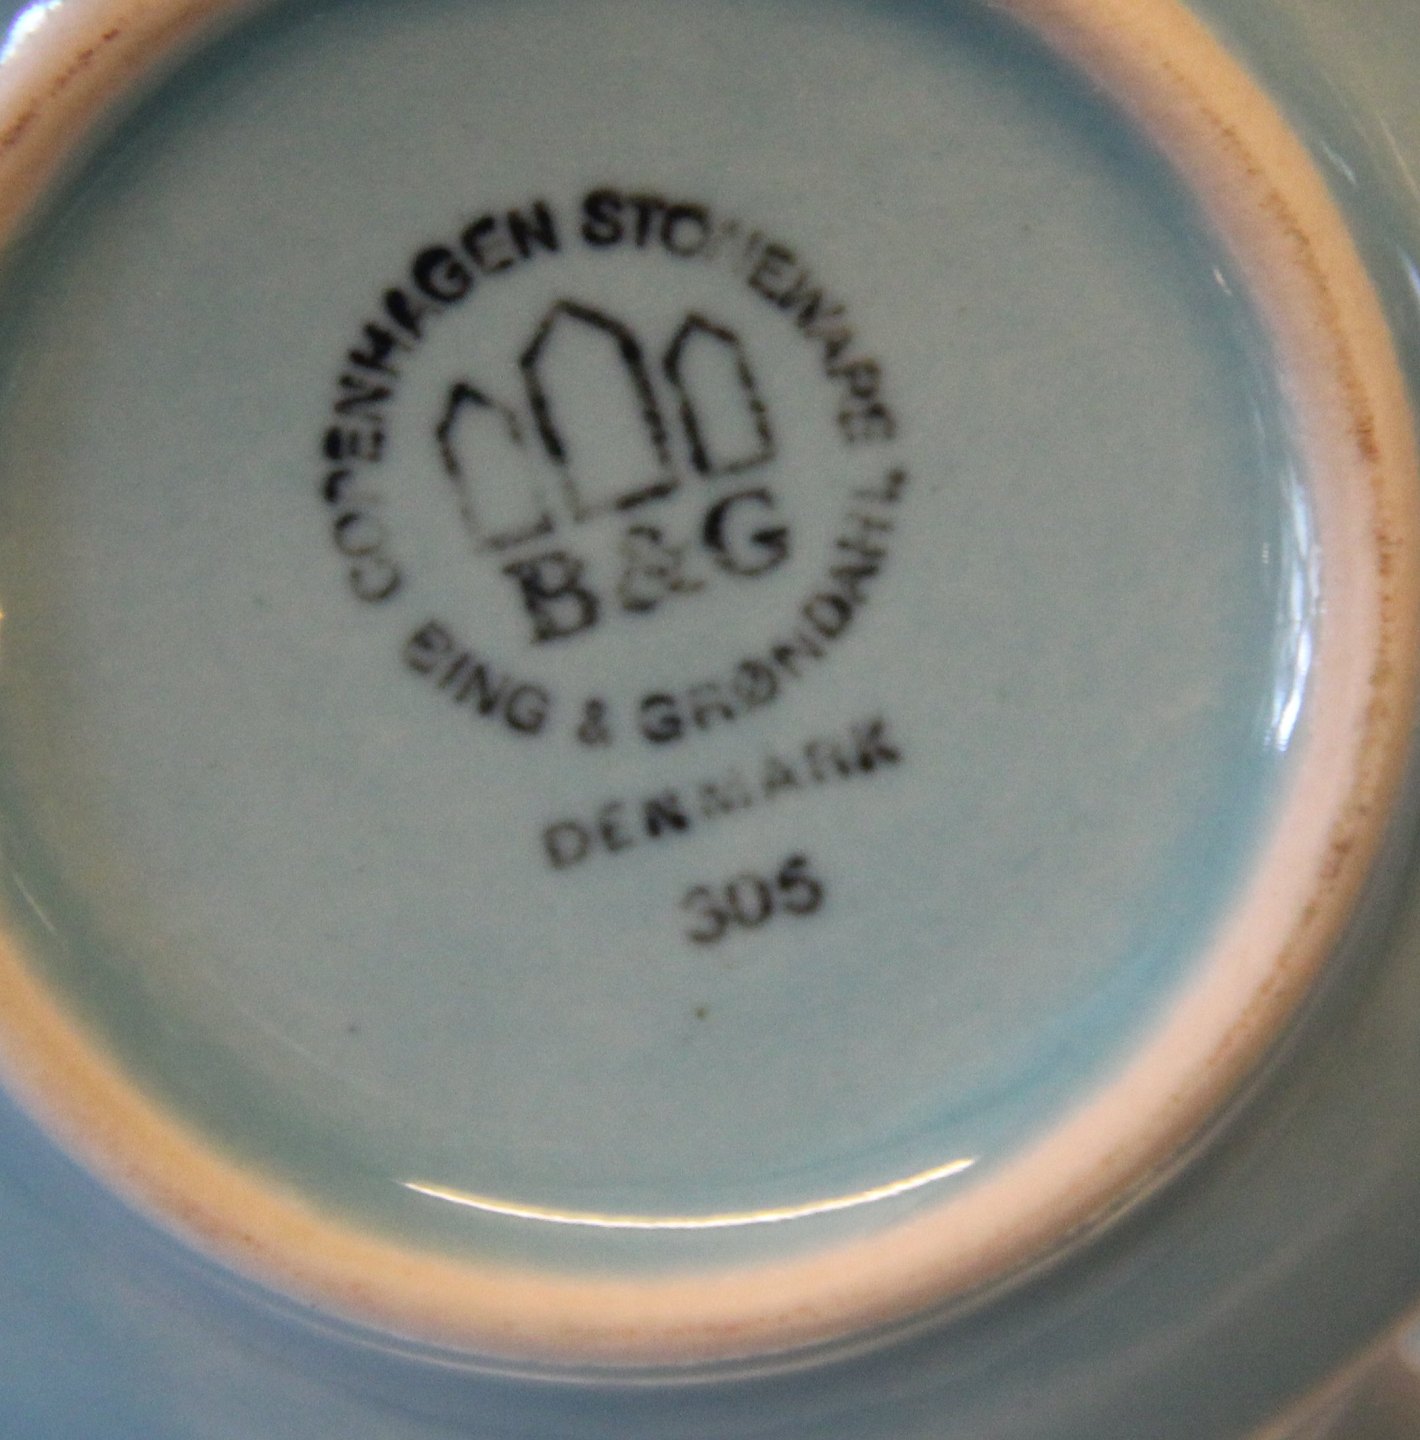 COPENHAGEN STONEWARE
B&G
BING & GRØNDAHL
DENMARK
305